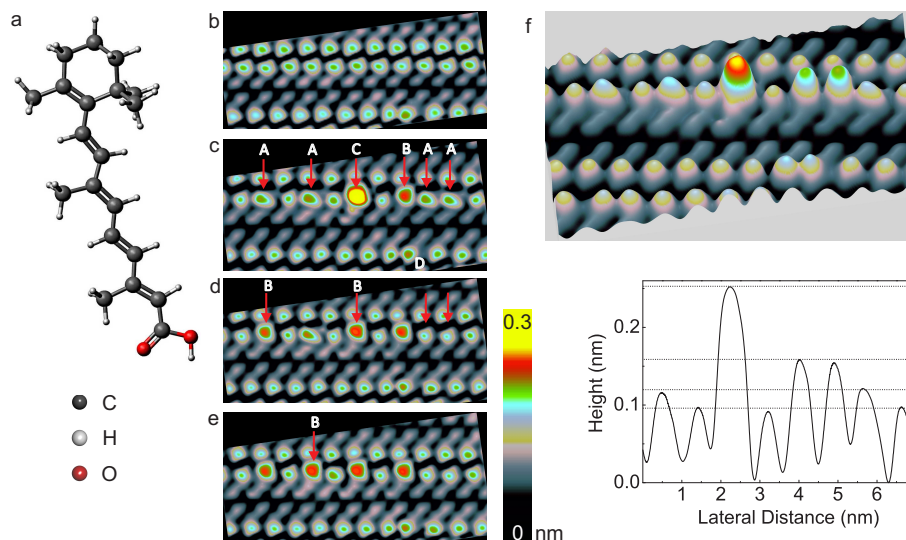 a
C
H
O
b
c
A A C B A A
D
d
B B
e
B
0.3
0 nm
f
Height (nm)
0.2
0.1
0.0
1 2 3 4 5 6
Lateral Distance (nm)